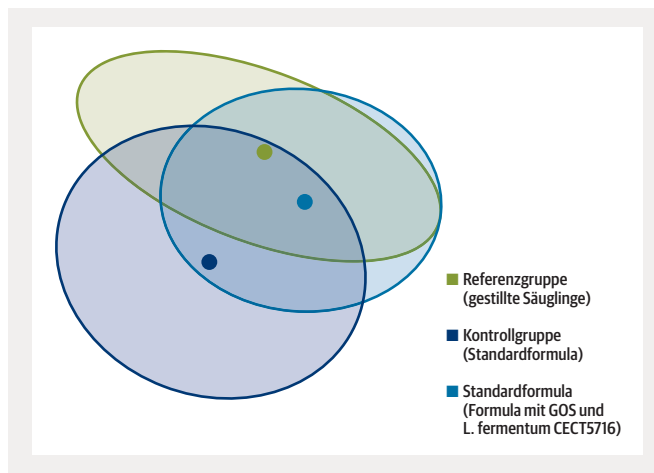 Referenzgruppe
(gestillte Säuglinge)
Kontrollgruppe
(Standardformula)
Standardformula
(Formula mit GOS und
L. fermentum CECT5716)